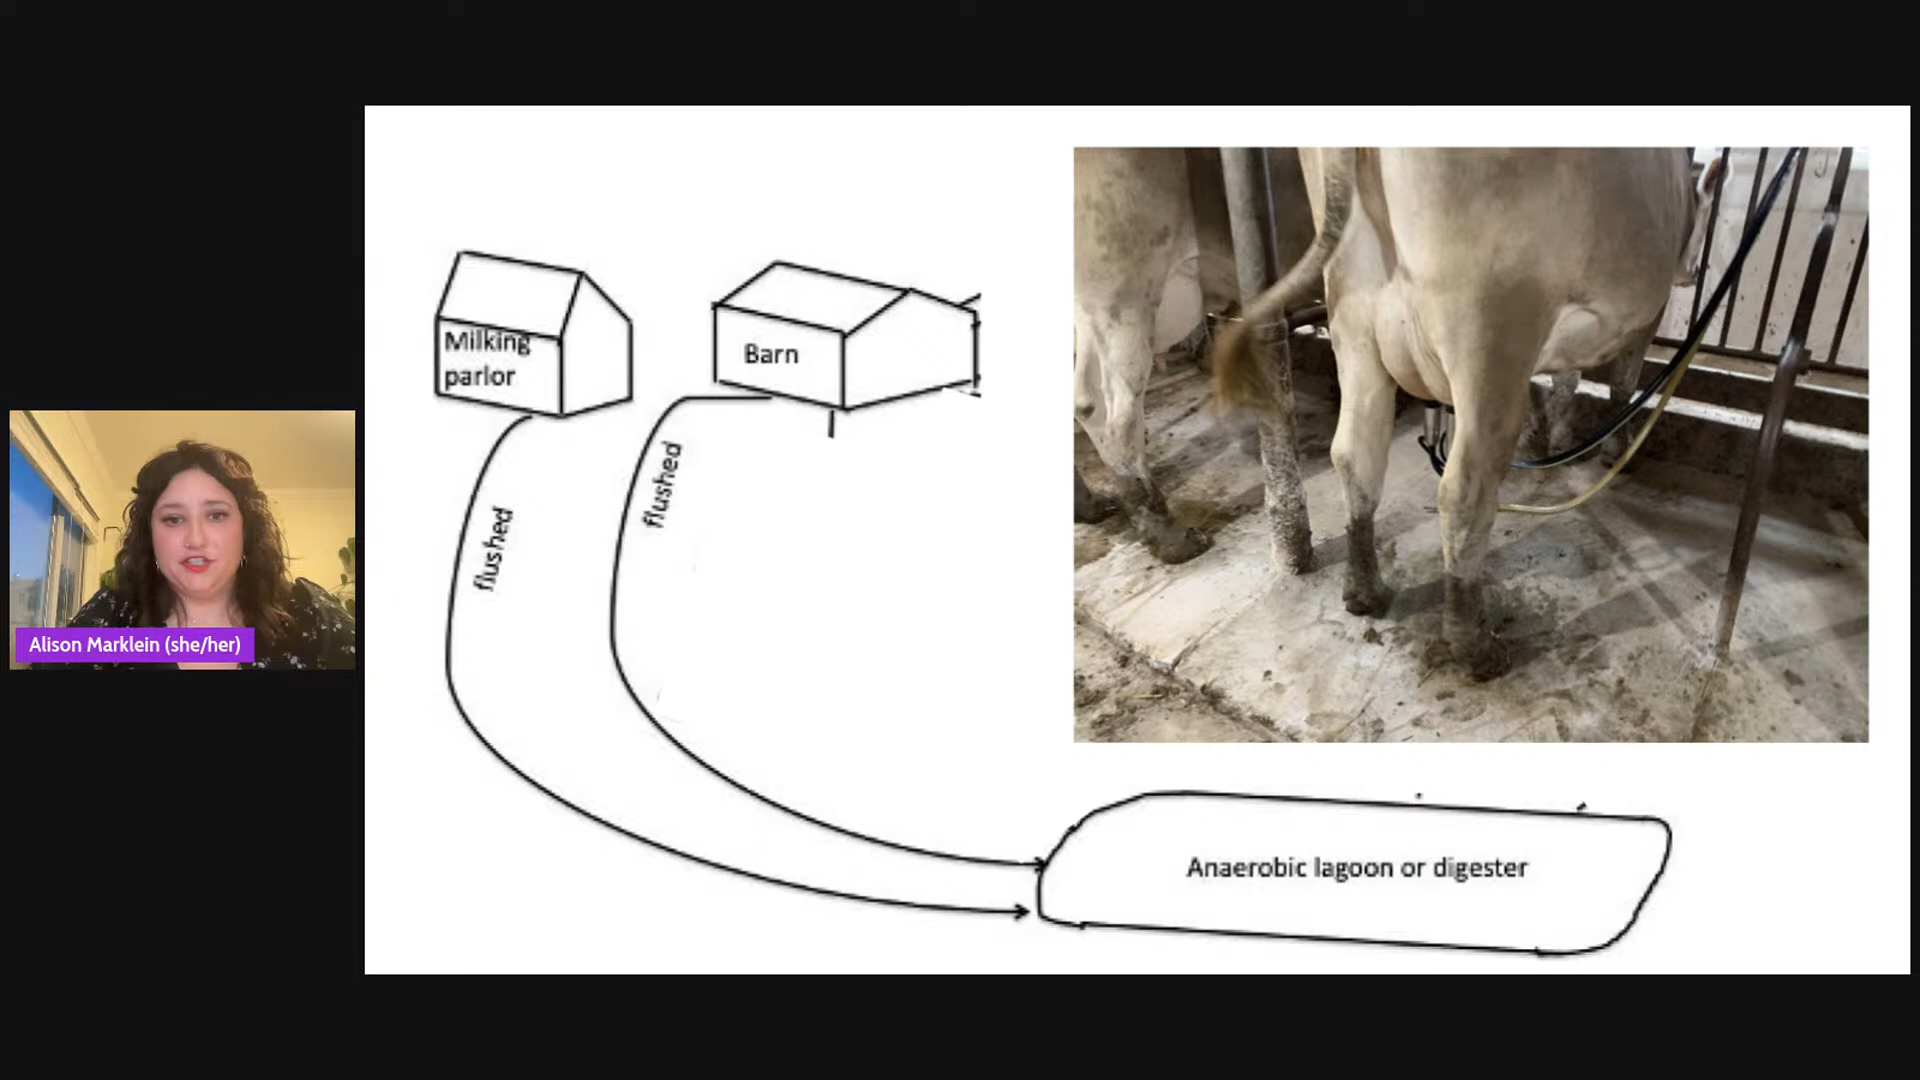 Milking
parlor
Barn
flushed
flushed
Alison Marklein (she/her)
Anaerobic lagoon or digester